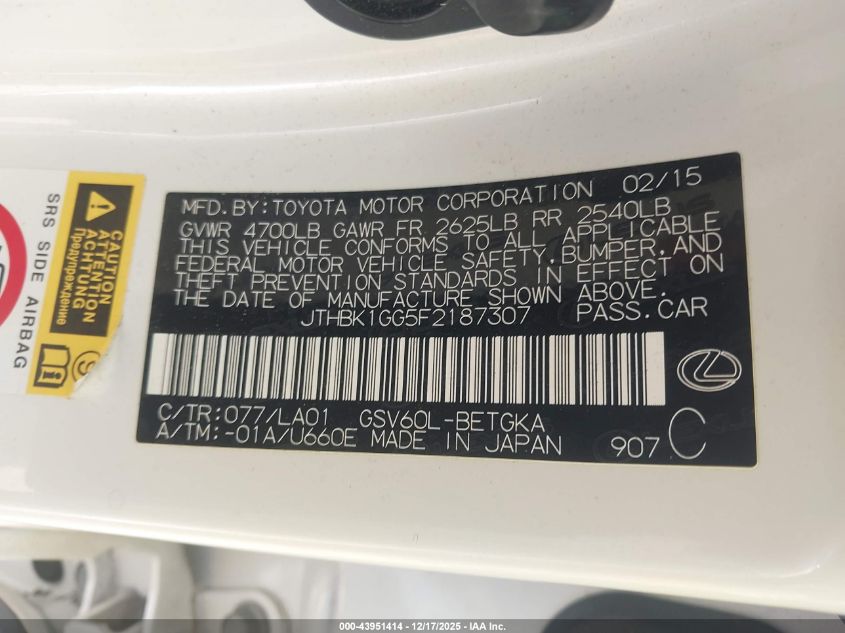 MFD.BY:TOYOTA MOTOR CORPORATION 02/15
GVWR 4700LB GAWR FR 2625LB RR 2540LB
THIS VEHICLE CONFORMS TO ALL APPLICABLE
FEDERAL MOTOR VEHICLE SAFETY,BUMPER,AND
THEFT PREVENTION STANDARDS IN EFFECT ON
THE DATE OF MANUFACTURE SHOWN ABOVE.
JTHBK1GG5F2187307 PASS.CAR
C/TR:077/LA01 GSV60L-BETGKA
A/TM:-01A/U660E MADE IN JAPAN 907 C
CAUTION
ATTENTION
ACHTUNG
Предупреждение
SRS SIDE AIRBAG
000-43951414 - 12/17/2025 - IAA Inc.